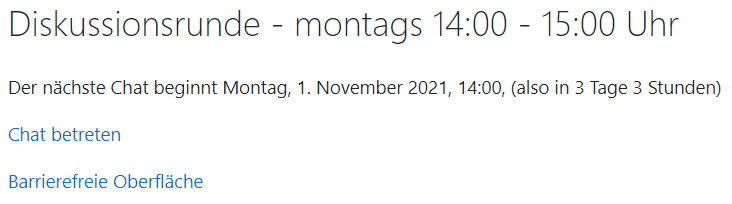 Diskussionsrunde - montags 14:00 - 15:00 Uhr
Der nächste Chat beginnt Montag, 1. November 2021, 14:00, (also in 3 Tage 3 Stunden)
Chat betreten
Barrierefreie Oberfläche